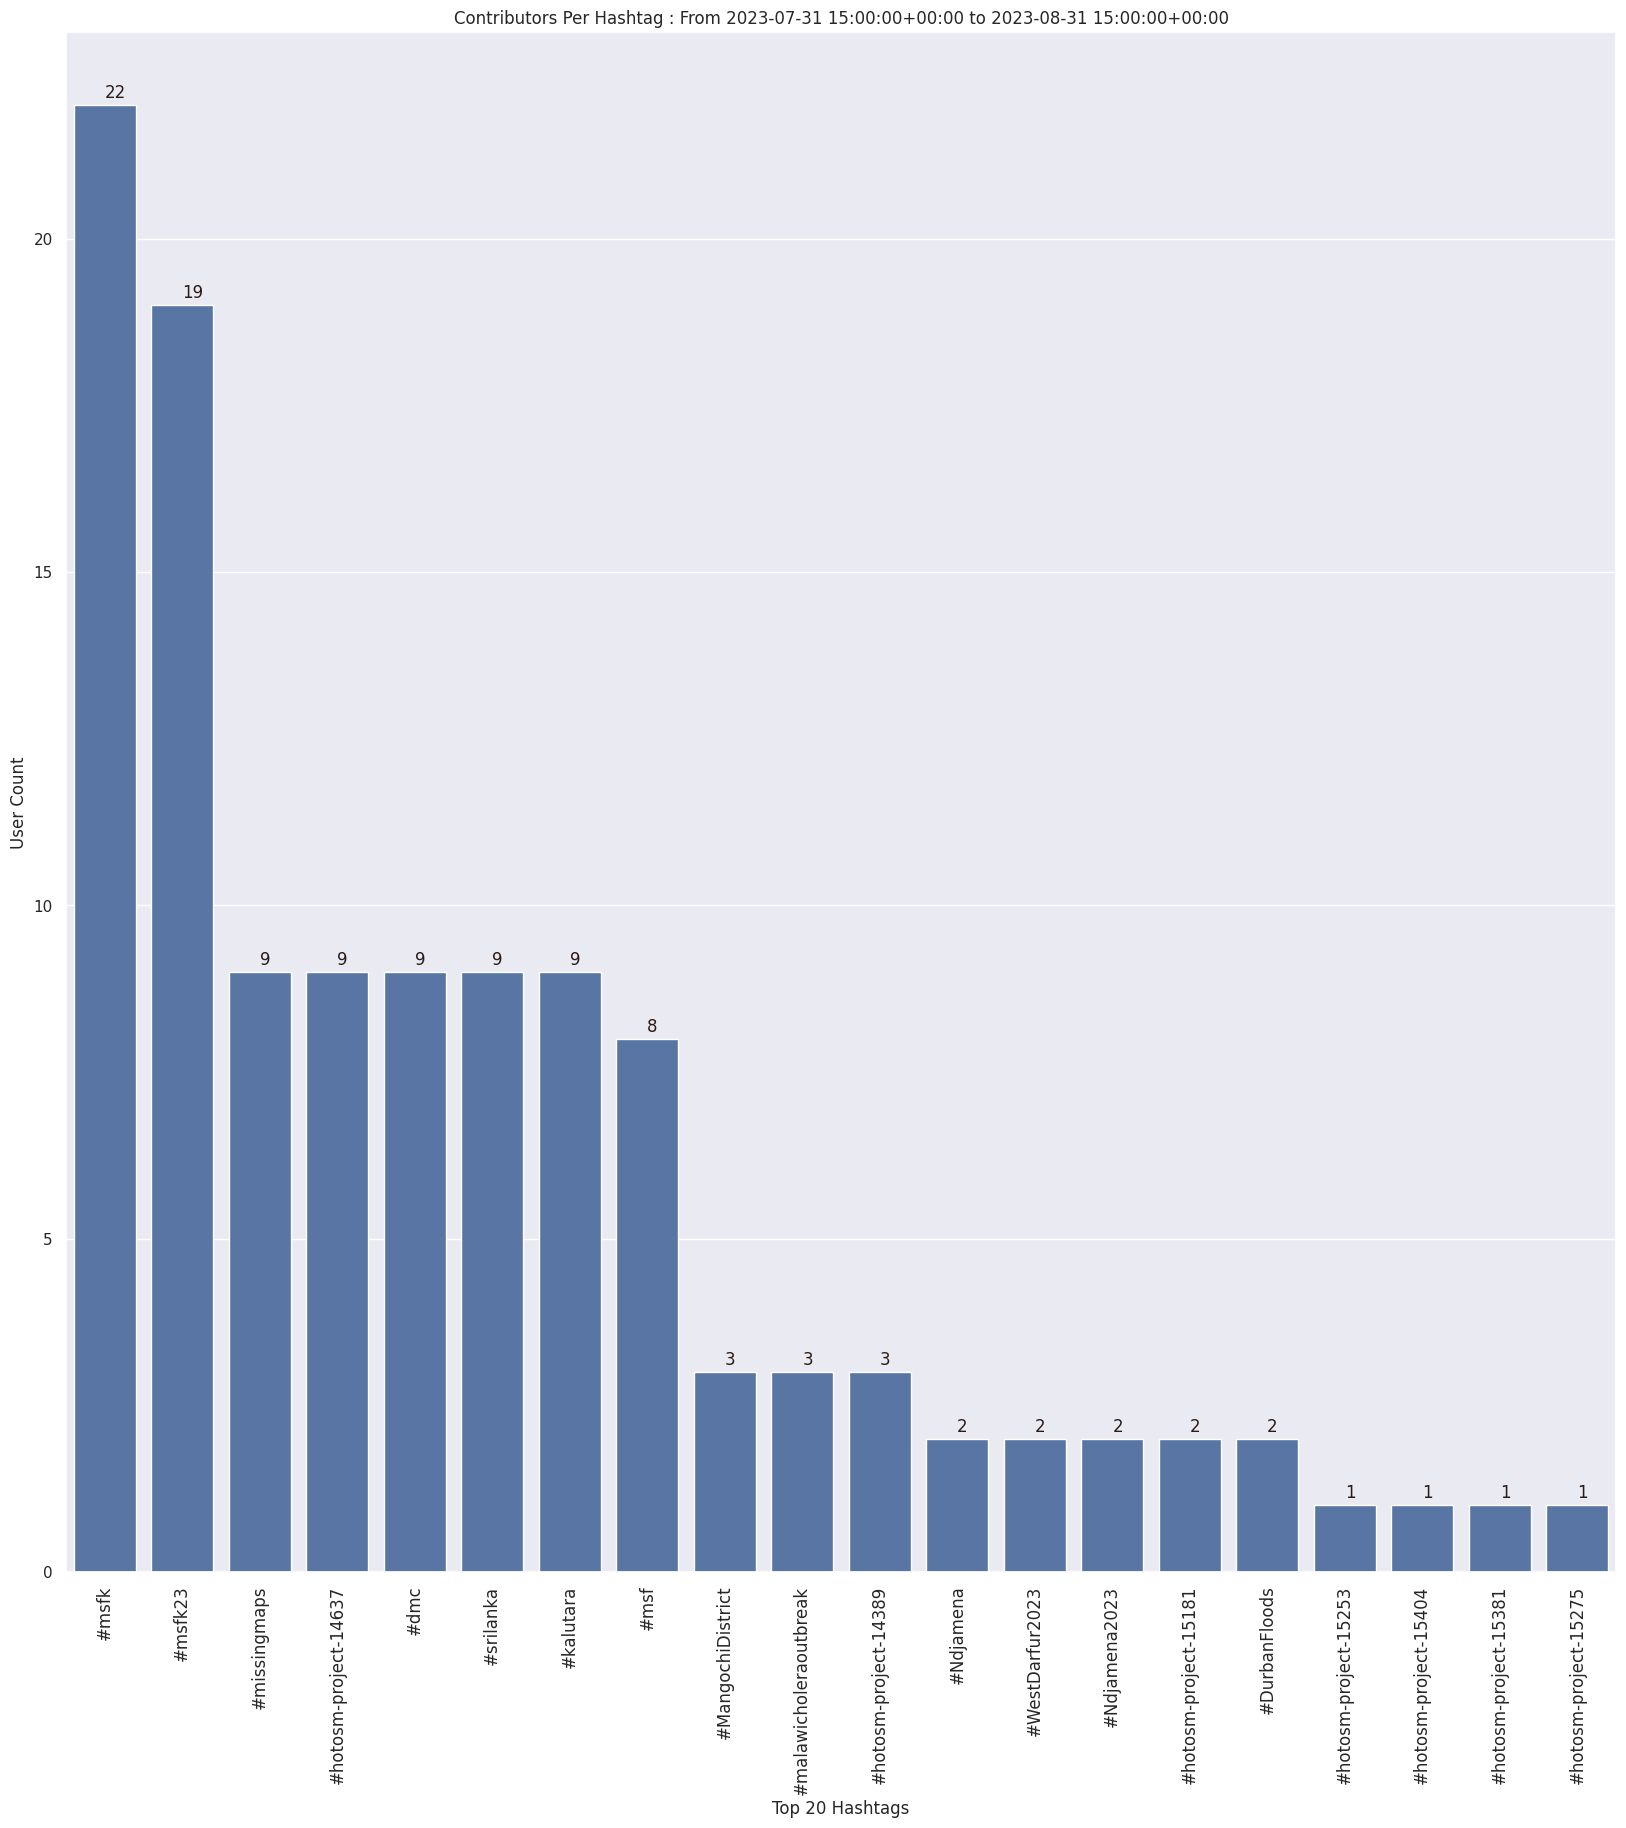 Contributors Per Hashtag : From 2023-07-31 15:00:00+00:00 to 2023-08-31 15:00:00+00:00
User Count
20
15
10
5
0
22
19
9
9
9
9
9
8
3
3
3
2
2
2
2
2
1
1
1
1
#msfk
#msfk23
#missingmaps
#hotosm-project-14637
#dmc
#srilanka
#kalutara
#msf
#MangochiDistrict
#malawicholeraoutbreak
#hotosm-project-14389
#Ndjamena
#WestDarfur2023
#Ndjamena2023
#hotosm-project-15181
#DurbanFloods
#hotosm-project-15253
#hotosm-project-15404
#hotosm-project-15381
#hotosm-project-15275
Top 20 Hashtags